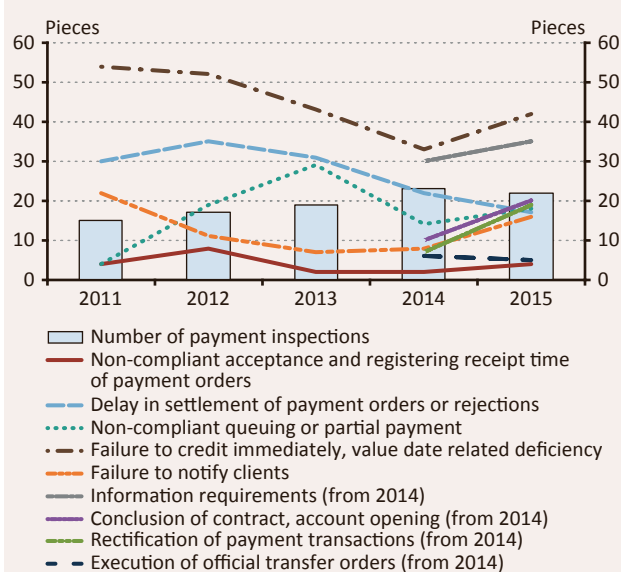 Pieces Pieces
60 60
50 50
40 40
30 30
20 20
10 10
0 0
2011 2012 2013 2014 2015
Number of payment inspections
Non-compliant acceptance and registering receipt time
of payment orders
Delay in settlement of payment orders or rejections
Non-compliant queuing or partial payment
Failure to credit immediately, value date related deficiency
Failure to notify clients
Information requirements (from 2014)
Conclusion of contract, account opening (from 2014)
Rectification of payment transactions (from 2014)
Execution of official transfer orders (from 2014)